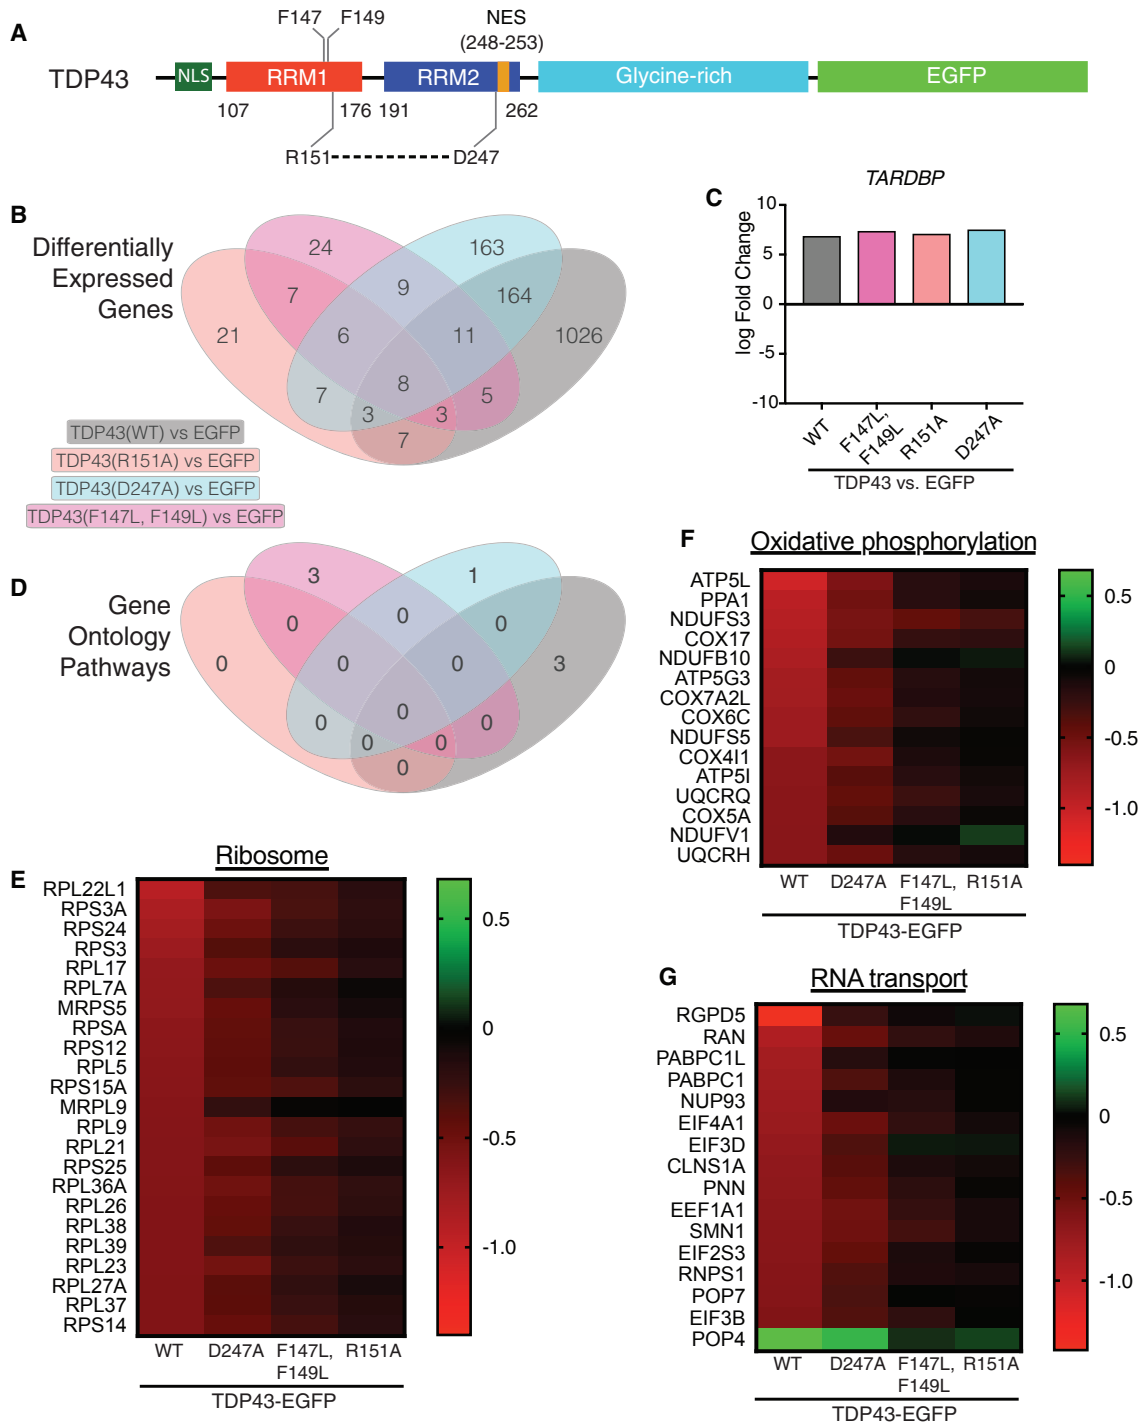 A
F147 F149
NES
(248-253)
TDP43
NLS
RRM1
RRM2
Glycine-rich
EGFP
107
176
191
262
R151
D247
B
Differentially
Expressed
Genes
24
163
7
9
164
21
6
11
1026
7
8
5
3
3
7
TDP43(WT) vs EGFP
TDP43(R151A) vs EGFP
TDP43(D247A) vs EGFP
TDP43(F147L, F149L) vs EGFP
C
TARDBP
log Fold Change
10
5
0
-5
-10
WT
F147L,
F149L
R151A
D247A
TDP43 vs. EGFP
D
Gene
Ontology
Pathways
3
1
0
0
0
0
0
0
3
0
0
0
0
0
0
E
Ribosome
RPL22L1
RPS3A
RPS24
RPS3
RPL17
RPL7A
MRPS5
RPSA
RPS12
RPL5
RPS15A
MRPL9
RPL9
RPL21
RPS25
RPL36A
RPL26
RPL38
RPL39
RPL23
RPL27A
RPL37
RPS14
0.5
0
-0.5
-1.0
WT
D247A
F147L,
F149L
R151A
TDP43-EGFP
F
Oxidative phosphorylation
ATP5L
PPA1
NDUFS3
COX17
NDUFB10
ATP5G3
COX7A2L
COX6C
NDUFS5
COX4I1
ATP5I
UQCRQ
COX5A
NDUFV1
UQCRH
0.5
0
-0.5
-1.0
WT
D247A
F147L,
F149L
R151A
TDP43-EGFP
G
RNA transport
RGPD5
RAN
PABPC1L
PABPC1
NUP93
EIF4A1
EIF3D
CLNS1A
PNN
EEF1A1
SMN1
EIF2S3
RNPS1
POP7
EIF3B
POP4
0.5
0
-0.5
-1.0
WT
D247A
F147L,
F149L
R151A
TDP43-EGFP